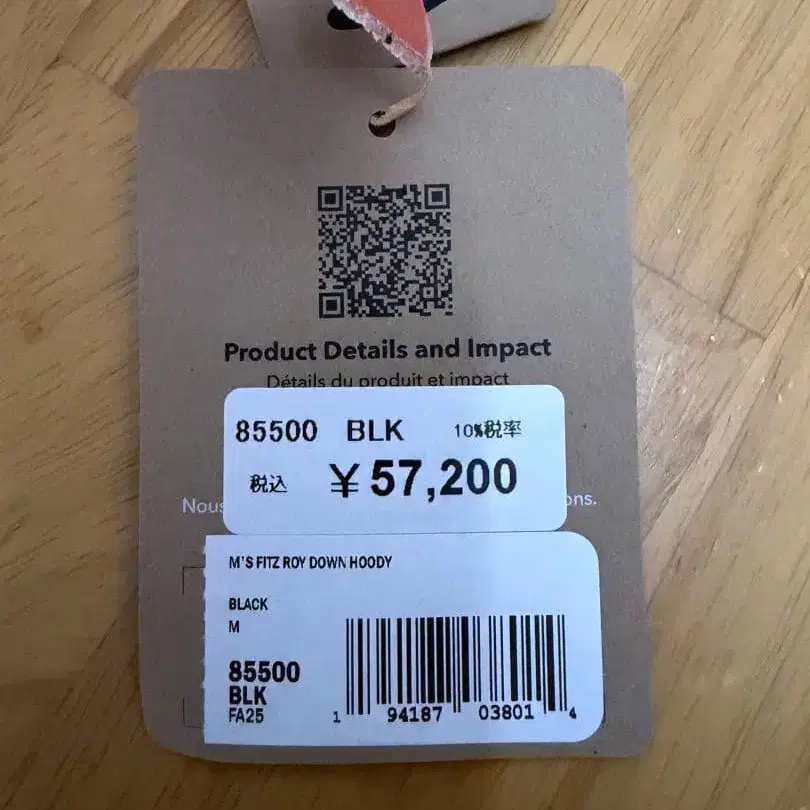 Product Details and Impact
Détails du produit et impact
85500 BLK 10%税率
税込 ¥57,200
Nous
ons.
M'S FITZ ROY DOWN HOODY
BLACK
M
85500
BLK
FA25
1 94187 03801 4